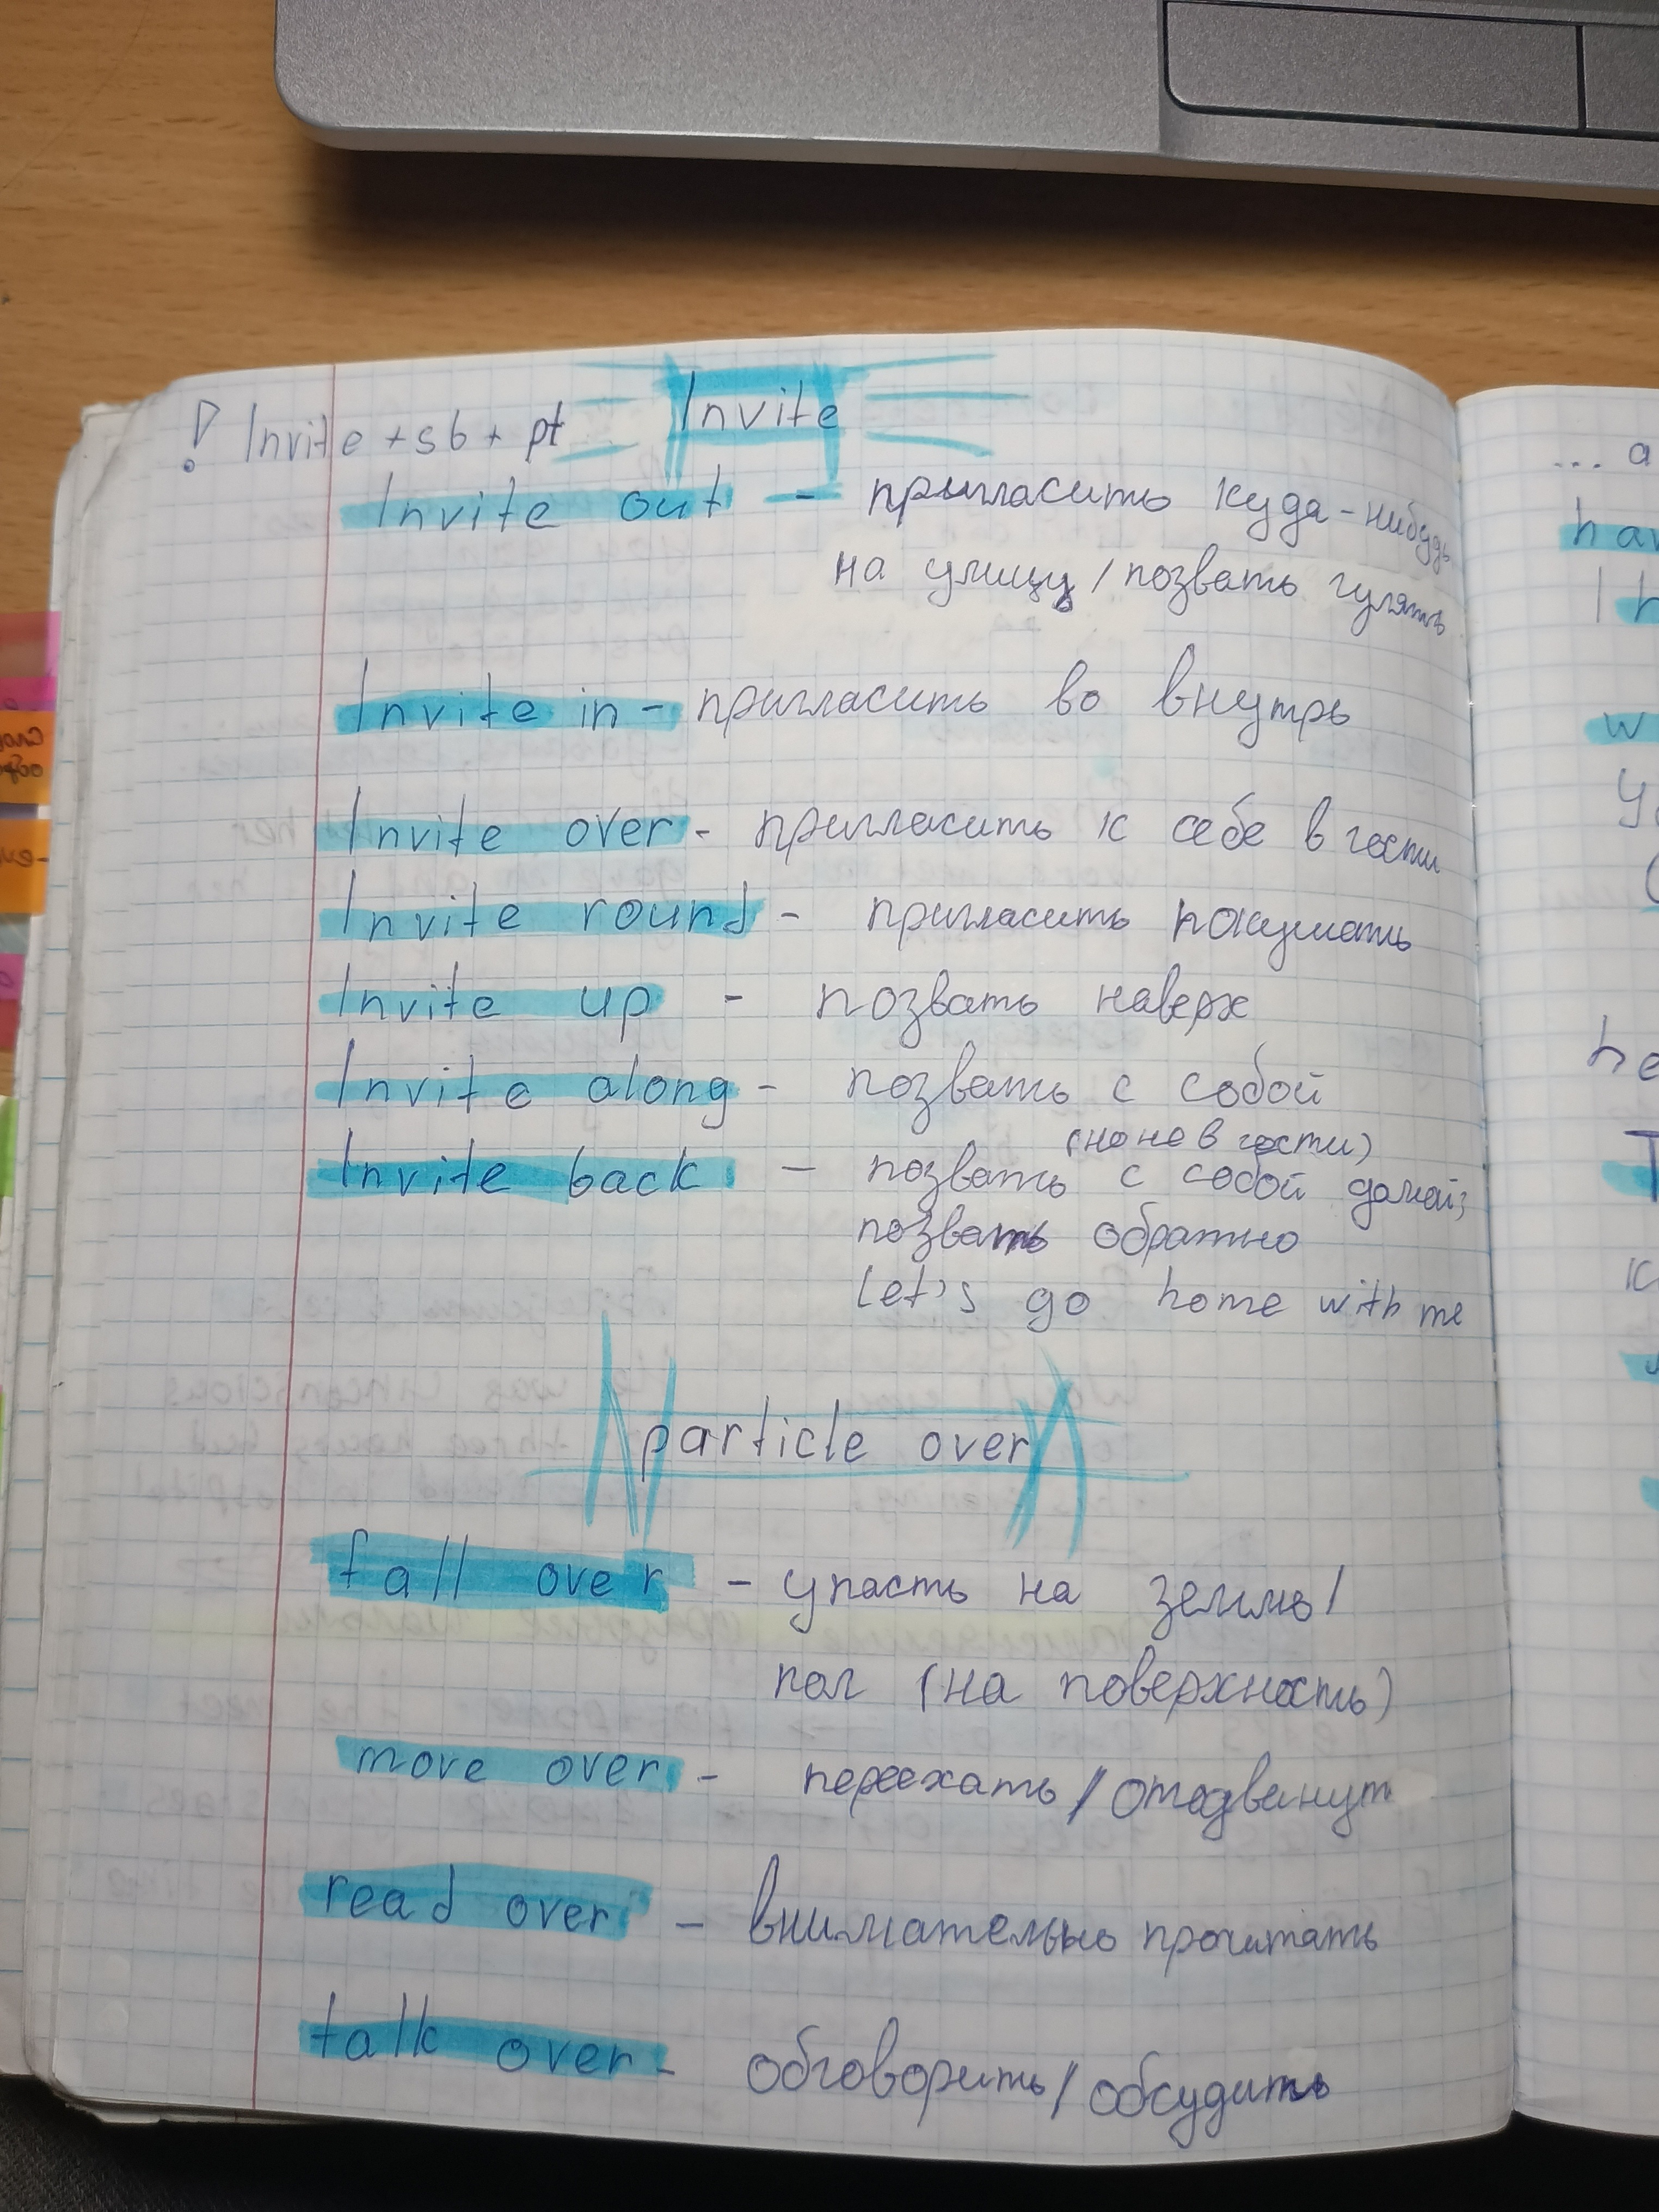 ! Invite + sb + pt
Invite
Invite out - пригласить куда-нибудь
на улицу / позвать гулять
Invite in - пригласить во внутрь
Invite over - пригласить к себе в гости
Invite round - пригласить покушать
Invite up - позвать наверх
Invite along - позвать с собой
(но не в гости)
Invite back - позвать с собой домой;
позвать обратно
let's go home with me
particle over
fall over - упасть на землю /
пол (на поверхность)
move over - переехать / отодвинут
read over - внимательно прочитать
talk over - обговорить / обсудить